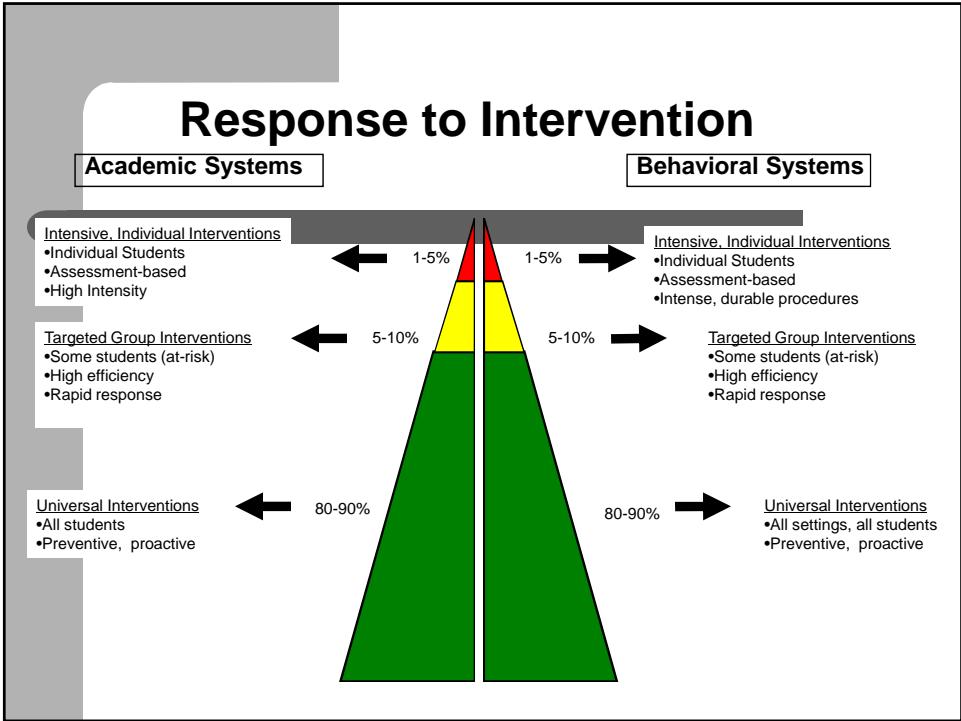 Response to Intervention
Academic Systems
Behavioral Systems
Intensive, Individual Interventions
•Individual Students
•Assessment-based
•High Intensity
1-5%
1-5%
Intensive, Individual Interventions
•Individual Students
•Assessment-based
•Intense, durable procedures
Targeted Group Interventions
•Some students (at-risk)
•High efficiency
•Rapid response
5-10%
5-10%
Targeted Group Interventions
•Some students (at-risk)
•High efficiency
•Rapid response
Universal Interventions
•All students
•Preventive, proactive
80-90%
80-90%
Universal Interventions
•All settings, all students
•Preventive, proactive